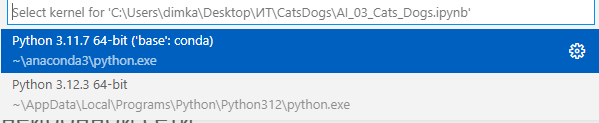 Select kernel for 'C:\Users\dimka\Desktop\ИТ\CatsDogs\AI_03_Cats_Dogs.ipynb'
Python 3.11.7 64-bit ('base': conda)
~\anaconda3\python.exe
Python 3.12.3 64-bit
~\AppData\Local\Programs\Python\Python312\python.exe